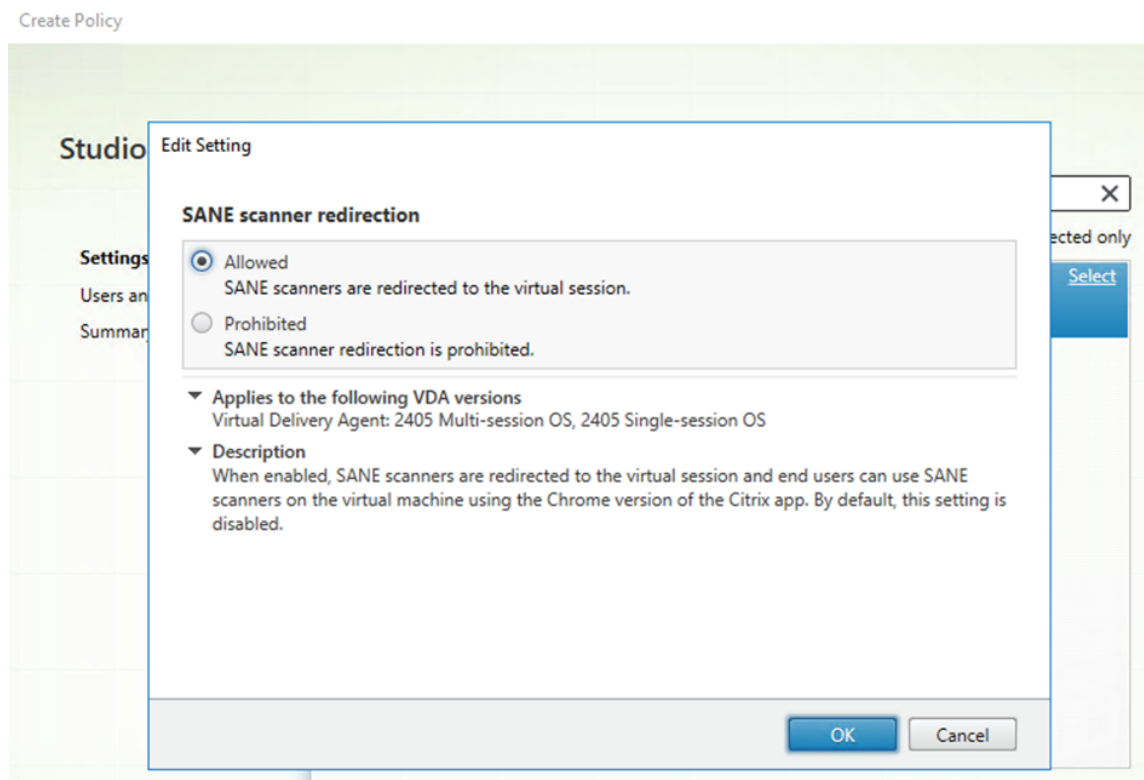 Create Policy
Studio
Edit Setting
SANE scanner redirection
ected only
Settings
Allowed
Select
SANE scanners are redirected to the virtual session.
Users an
Prohibited
Summar
SANE scanner redirection is prohibited.
Applies to the following VDA versions
Virtual Delivery Agent: 2405 Multi-session OS, 2405 Single-session OS
Description
When enabled, SANE scanners are redirected to the virtual session and end users can use SANE
scanners on the virtual machine using the Chrome version of the Citrix app. By default, this setting is
disabled.
OK
Cancel